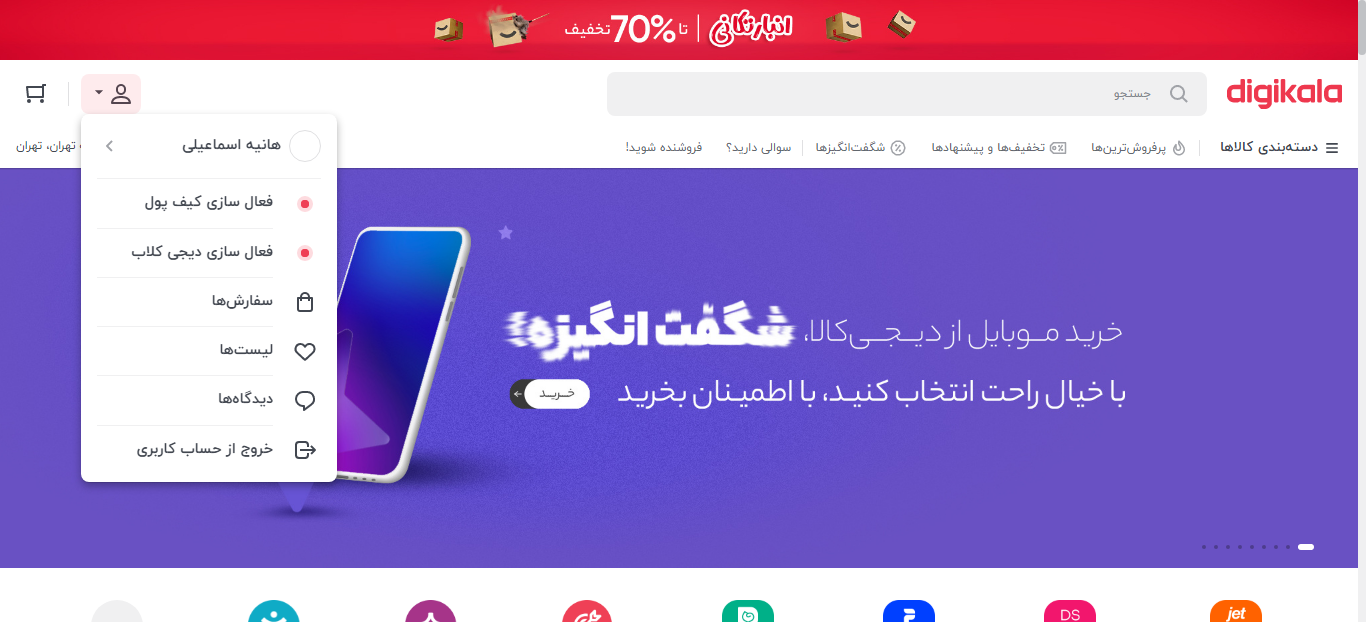 انبارتکانی | تا 70% تخفیف
digikala
جستجو
دسته‌بندی کالاها
پرفروش‌ترین‌ها
تخفیف‌ها و پیشنهادها
شگفت‌انگیزها
سوالی دارید؟
فروشنده شوید!
تهران، تهران
هانیه اسماعیلی
فعال سازی کیف پول
فعال سازی دیجی کلاب
سفارش‌ها
لیست‌ها
دیدگاه‌ها
خروج از حساب کاربری
خرید موبایل از دیجی‌کالا، شگفت انگیزه!
با خیال راحت انتخاب کنید، با اطمینان بخرید
خرید
jet
DS